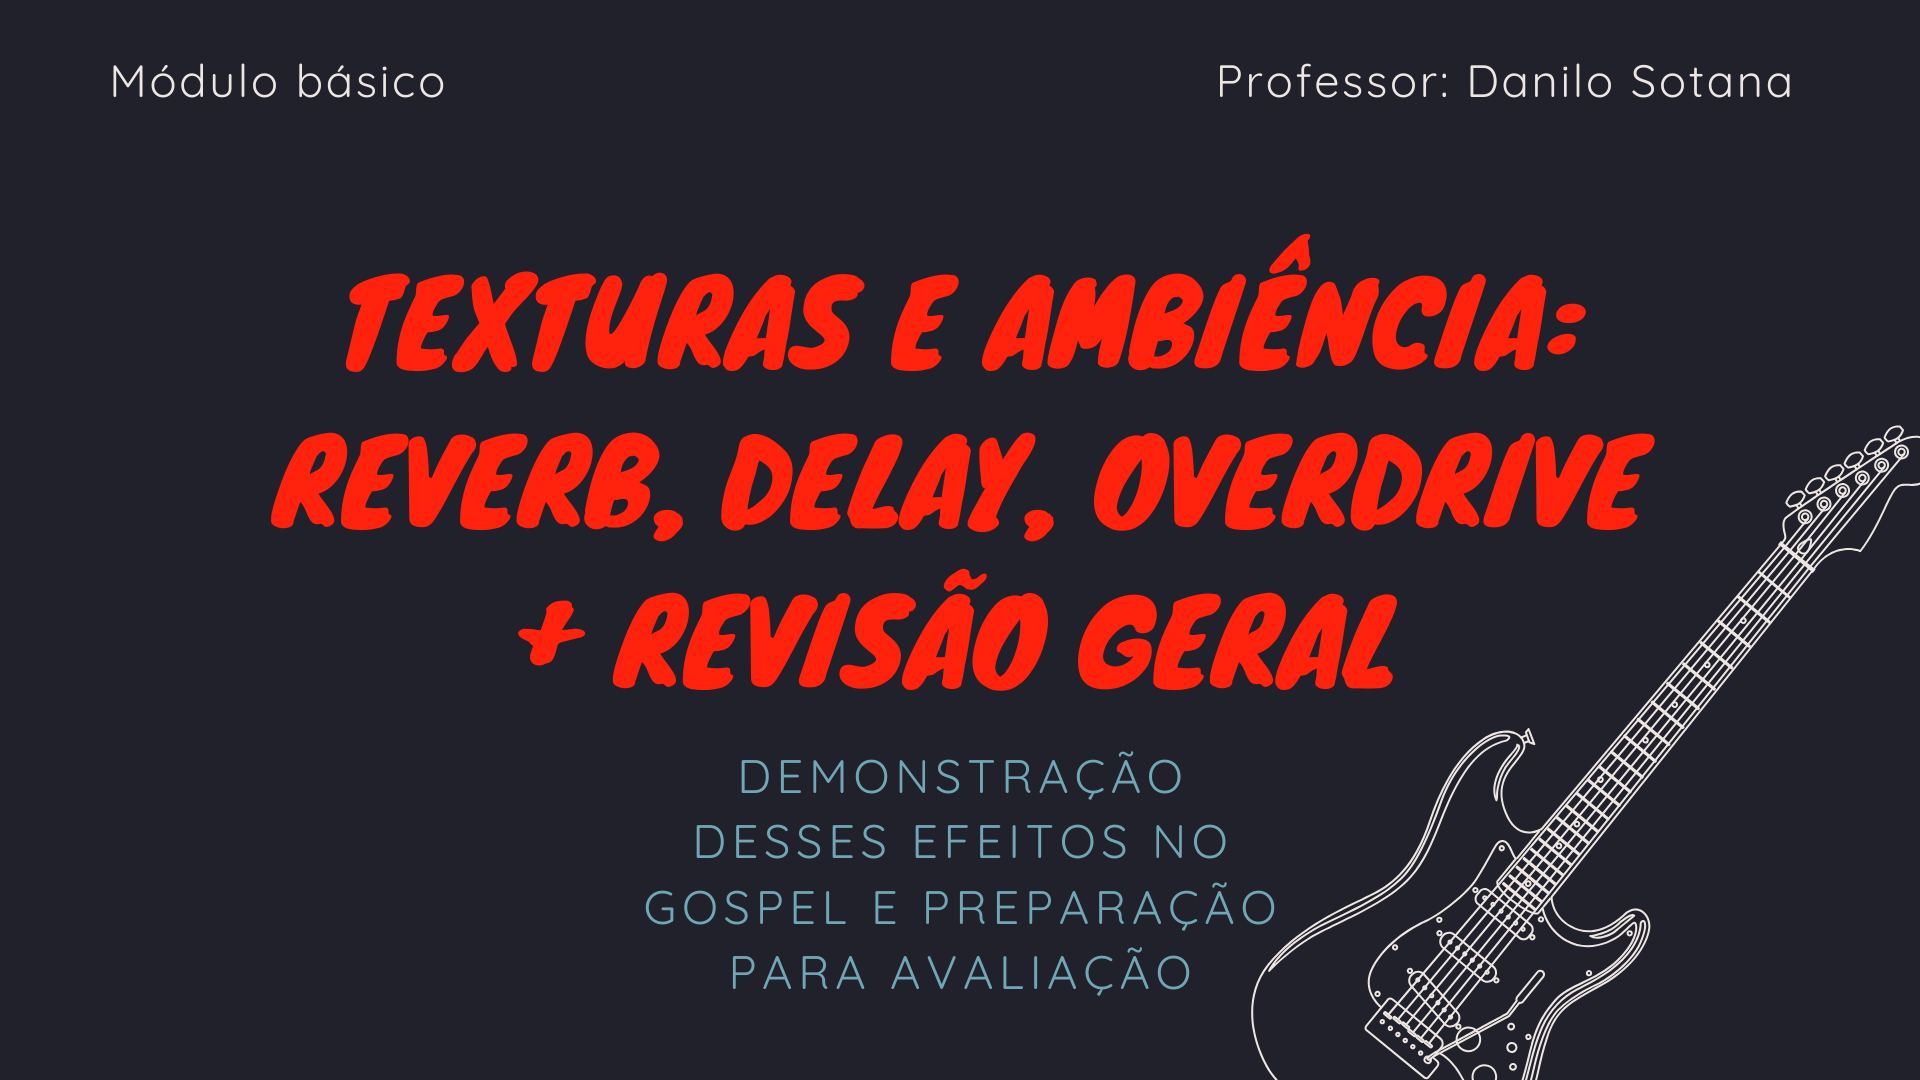 Módulo básico
Professor: Danilo Sotana
TEXTURAS E AMBIÊNCIA:
REVERB, DELAY, OVERDRIVE
+ REVISÃO GERAL
DEMONSTRAÇÃO
DESSES EFEITOS NO
GOSPEL E PREPARAÇÃO
PARA AVALIAÇÃO